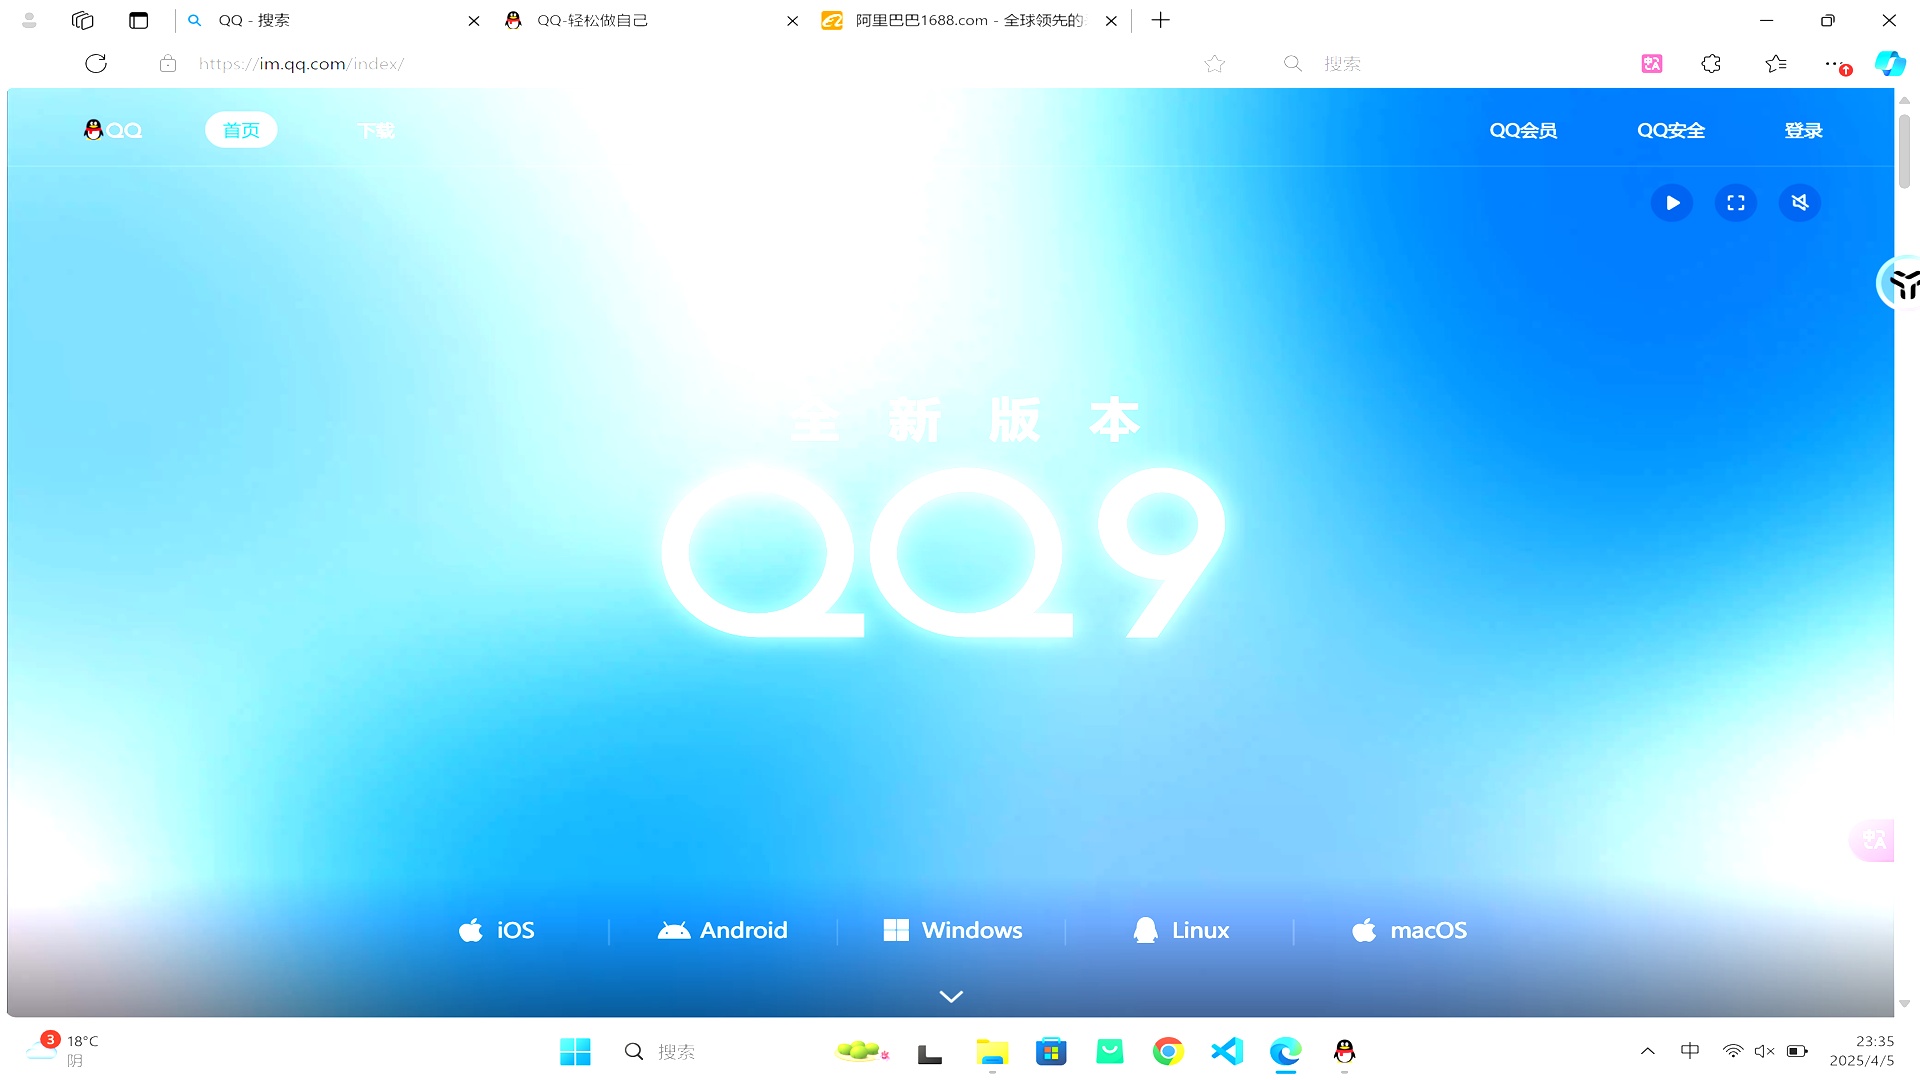 QQ - 搜索
QQ-轻松做自己
阿里巴巴1688.com - 全球领先的
https://im.qq.com/index/
搜索
QQ
首页
下载
QQ会员
QQ安全
登录
全新版本
QQ9
iOS
Android
Windows
Linux
macOS
3
18°C
阴
搜索
中
23:35
2025/4/5